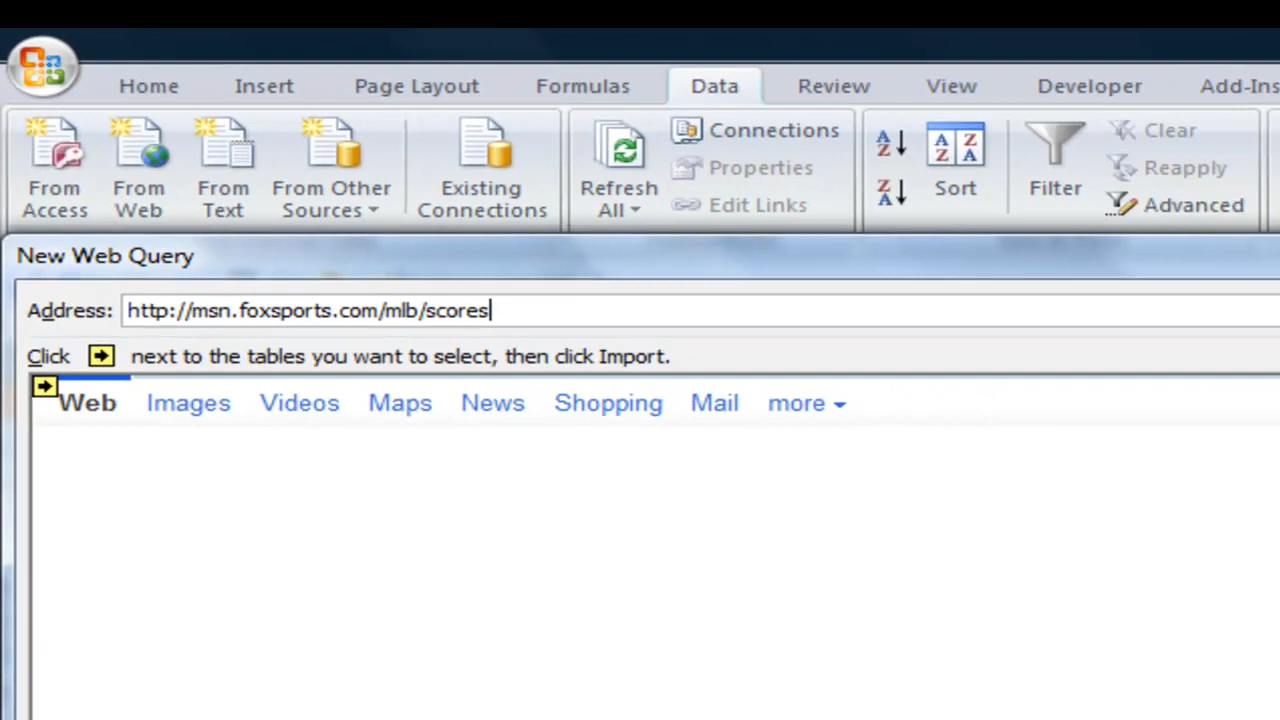 Home Insert Page Layout Formulas Data Review View Developer Add-Ins
From Access From Web From Text From Other Sources Existing Connections Refresh All Connections Properties Edit Links Sort Filter Clear Reapply Advanced
New Web Query
Address: http://msn.foxsports.com/mlb/scores
Click next to the tables you want to select, then click Import.
Web Images Videos Maps News Shopping Mail more